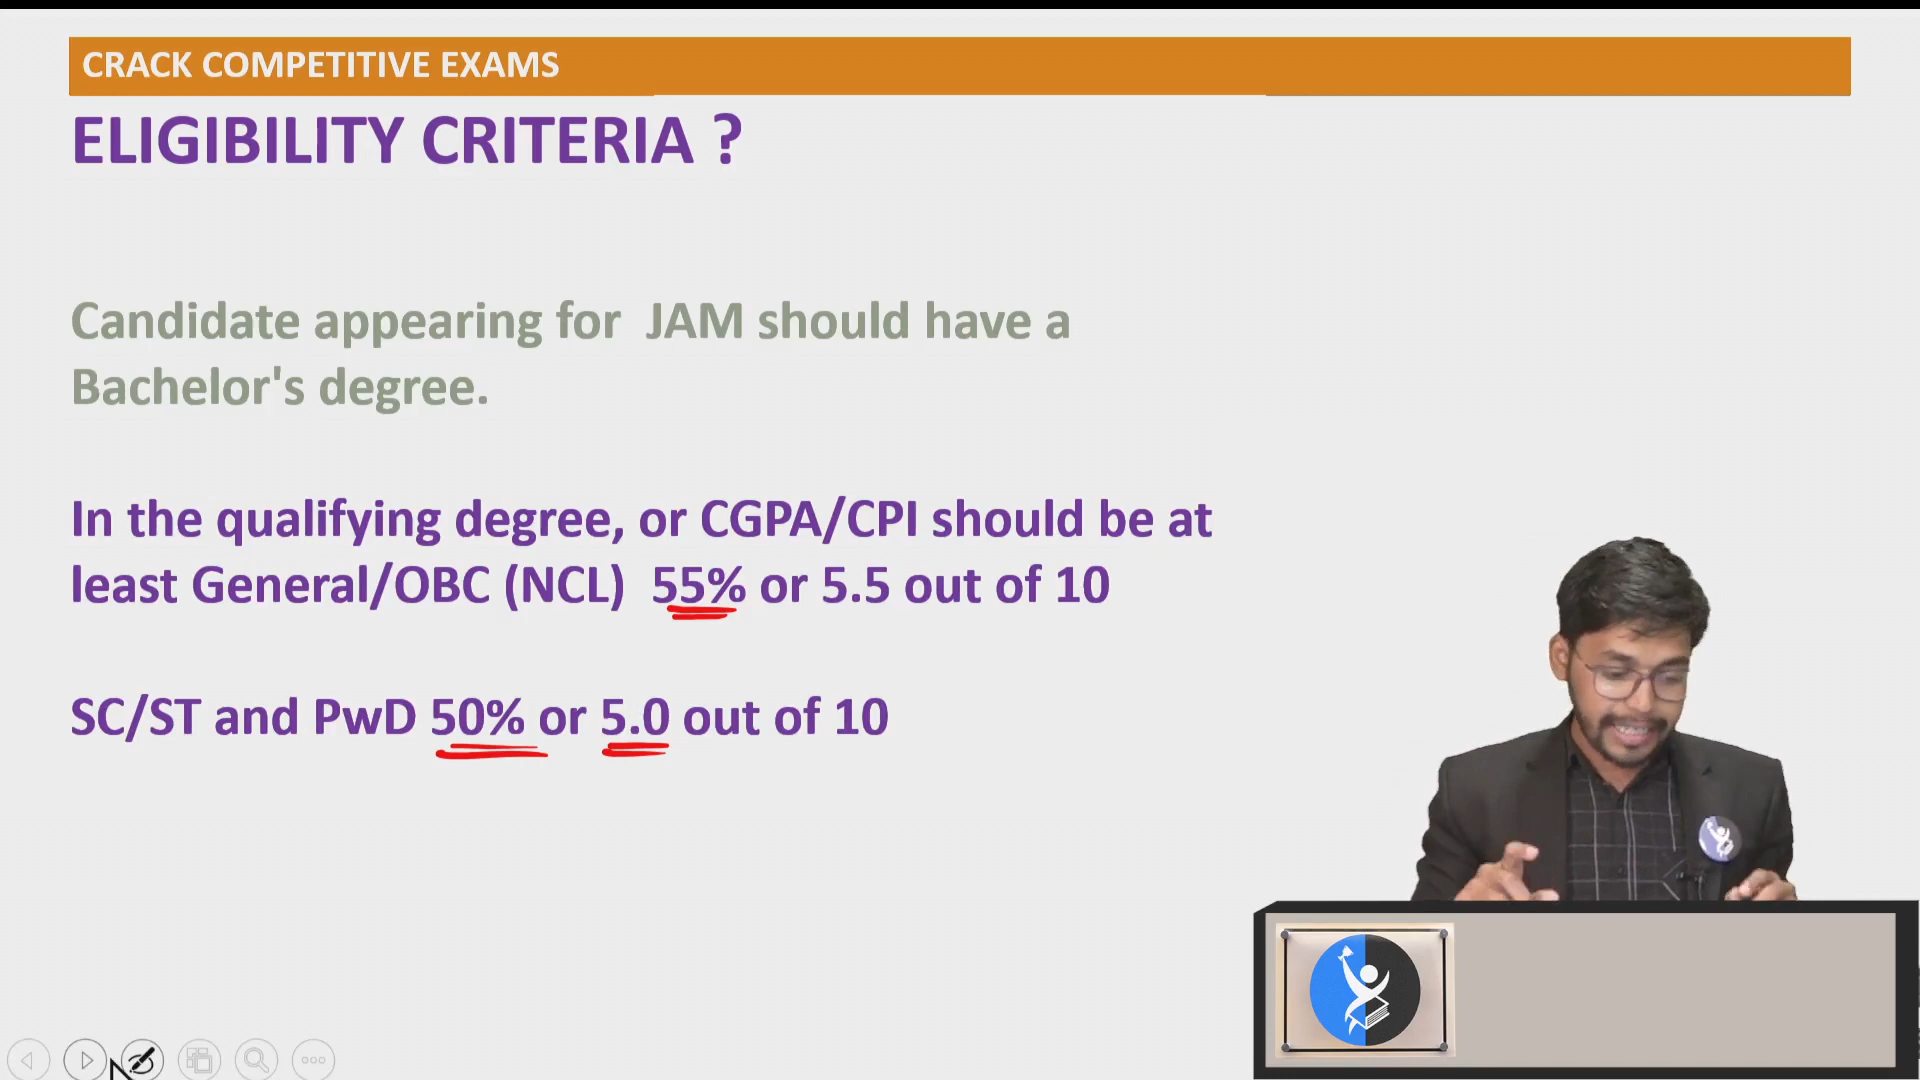 CRACK COMPETITIVE EXAMS
ELIGIBILITY CRITERIA ?
Candidate appearing for JAM should have a
Bachelor's degree.
In the qualifying degree, or CGPA/CPI should be at
least General/OBC (NCL) 55% or 5.5 out of 10
SC/ST and PwD 50% or 5.0 out of 10